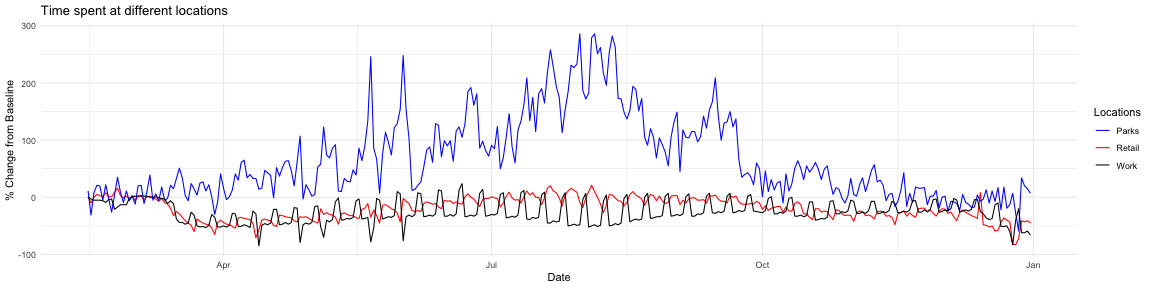 Time spent at different locations
300
200
100
0
-100
% Change from Baseline
Apr
Jul
Oct
Jan
Date
Locations
Parks
Retail
Work